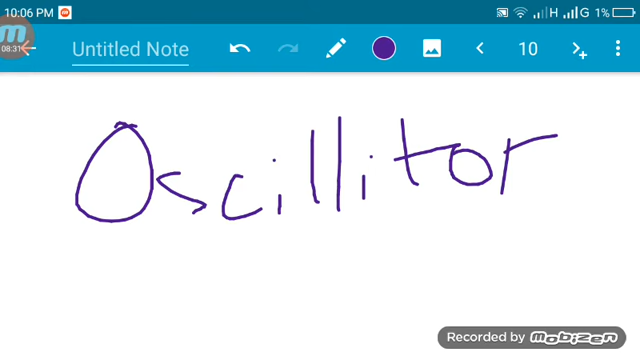 10:06 PM H G 1%
08:31 Untitled Note 10
Oscillitor
Recorded by mobizen